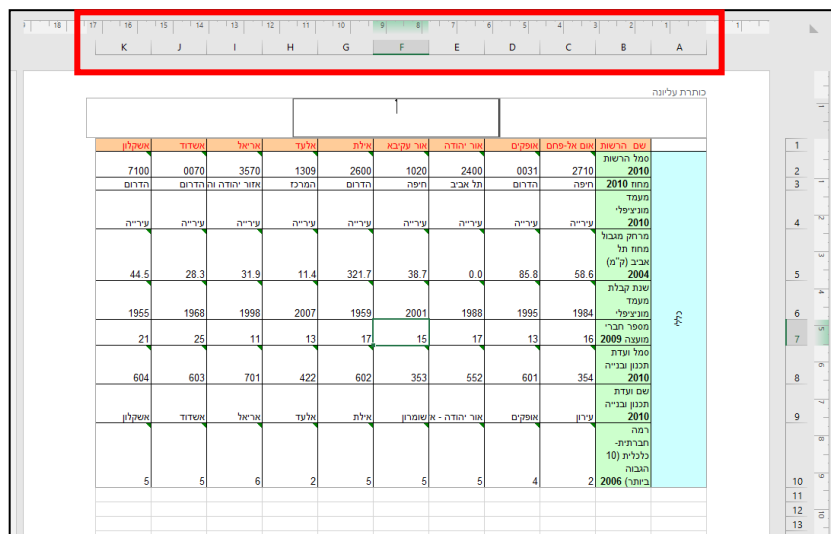 18 17 16 15 14 13 12 11 10 9 8 7 6 5 4 3 2 1 1
A B C D E F G H I J K
כותרת עליונה
1
1 שם הרשות אום אל-פחם אופקים אור יהודה אור עקיבא אילת אלעד אריאל אשדוד אשקלון
סמל הרשות
2 2010 2710 0031 2400 1020 2600 1309 3570 0070 7100
3 מחוז 2010 חיפה הדרום תל אביב חיפה הדרום המרכז אזור יהודה וה הדרום הדרום
מעמד
מוניציפלי
4 2010 עירייה עירייה עירייה עירייה עירייה עירייה עירייה עירייה עירייה
מרחק מגבול
מחוז תל
אביב (ק"מ)
5 2004 58.6 85.8 0.0 38.7 321.7 11.4 31.9 28.3 44.5
שנת קבלת
מעמד
6 מוניציפלי 1984 1995 1988 2001 1959 2007 1998 1968 1955
כללי
מספר חברי
7 מועצה 2009 16 13 17 15 17 13 11 25 21
סמל ועדת
תכנון ובנייה
8 2010 354 601 552 353 602 422 701 603 604
שם ועדת
תכנון ובנייה
9 2010 עירון אופקים אור יהודה - א שומרון אילת אלעד אריאל אשדוד אשקלון
רמה
חברתית-
כלכלית (10
הגבוה
10 ביותר) 2006 2 4 5 5 5 2 6 5 5
11
12
13